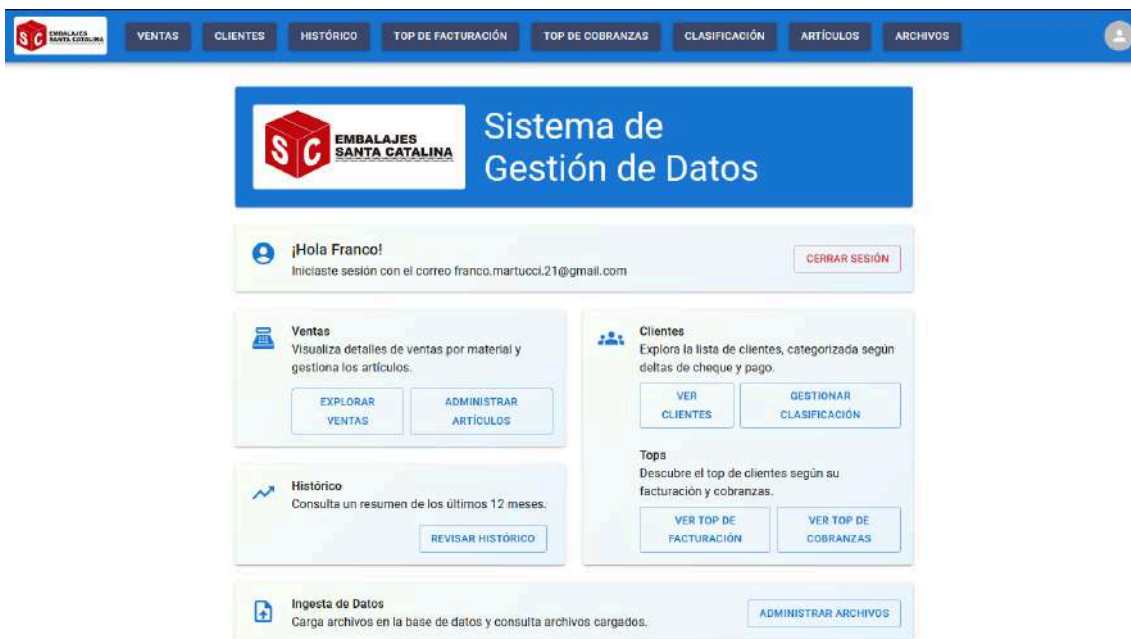 SC EMBALAJES
SANTA CATALINA
VENTAS
CLIENTES
HISTÓRICO
TOP DE FACTURACIÓN
TOP DE COBRANZAS
CLASIFICACIÓN
ARTÍCULOS
ARCHIVOS
SC EMBALAJES
SANTA CATALINA
Sistema de
Gestión de Datos
¡Hola Franco!
Iniciaste sesión con el correo franco.martucci.21@gmail.com
CERRAR SESIÓN
Ventas
Visualiza detalles de ventas por material y
gestiona los artículos.
EXPLORAR
VENTAS
ADMINISTRAR
ARTÍCULOS
Histórico
Consulta un resumen de los últimos 12 meses.
REVISAR HISTÓRICO
Clientes
Explora la lista de clientes, categorizada según
deltas de cheque y pago.
VER
CLIENTES
GESTIONAR
CLASIFICACIÓN
Tops
Descubre el top de clientes según su
facturación y cobranzas.
VER TOP DE
FACTURACIÓN
VER TOP DE
COBRANZAS
Ingesta de Datos
Carga archivos en la base de datos y consulta archivos cargados.
ADMINISTRAR ARCHIVOS